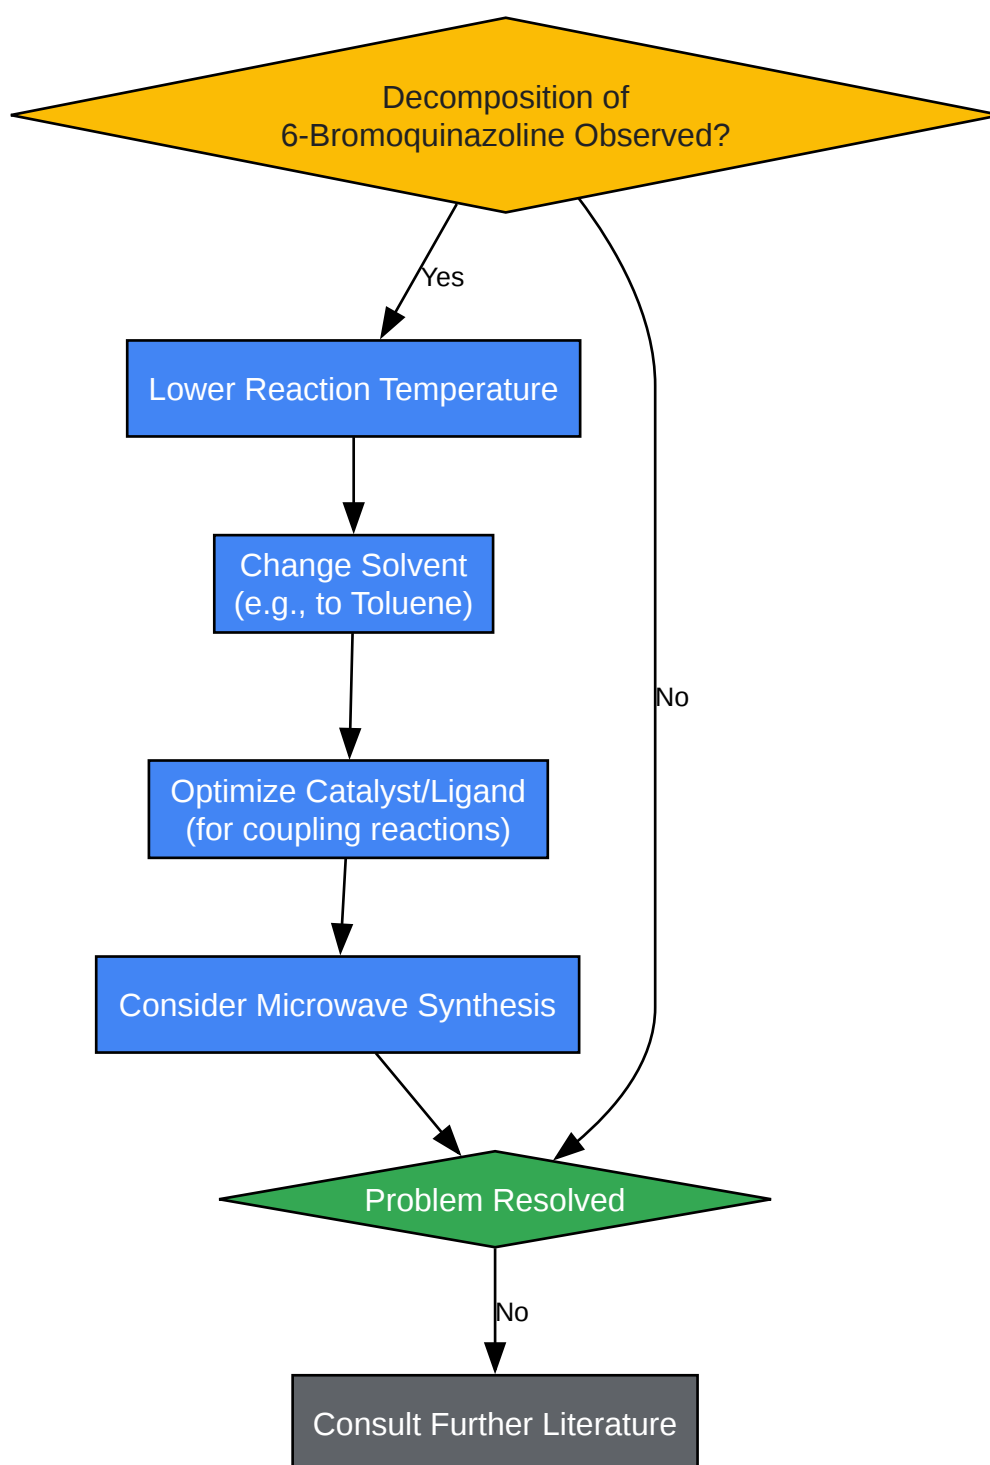 Decomposition of
6-Bromoquinazoline Observed?
Yes
Lower Reaction Temperature
Change Solvent
(e.g., to Toluene)
No
Optimize Catalyst/Ligand
(for coupling reactions)
Consider Microwave Synthesis
Problem Resolved
No
Consult Further Literature